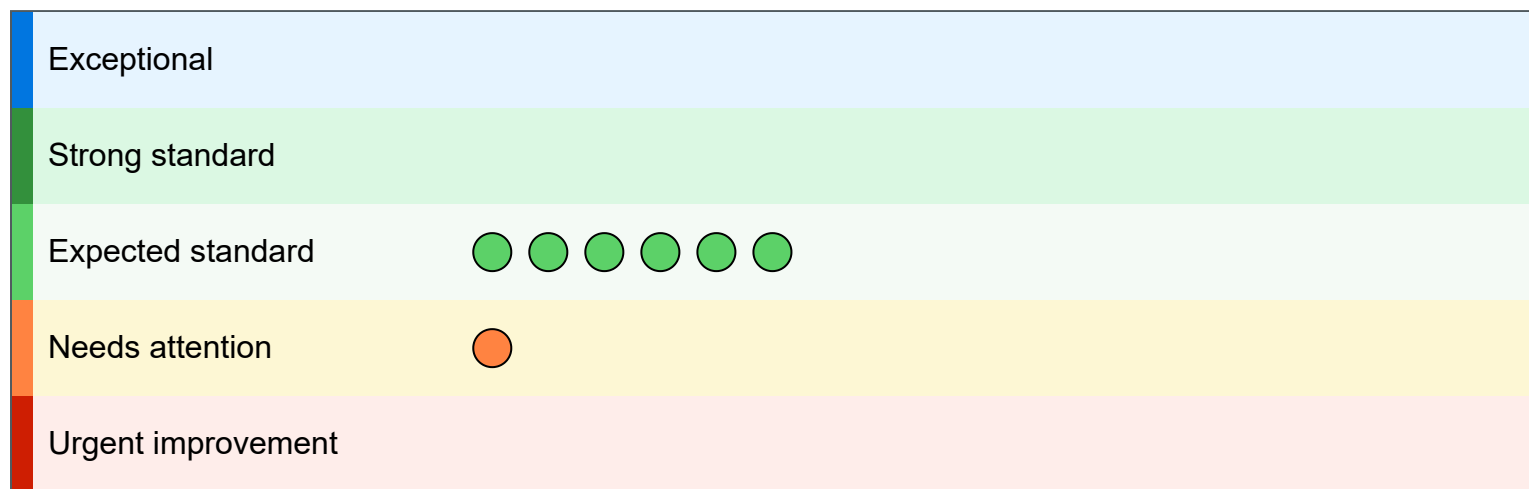 Exceptional
Strong standard
Expected standard
Needs attention
Urgent improvement